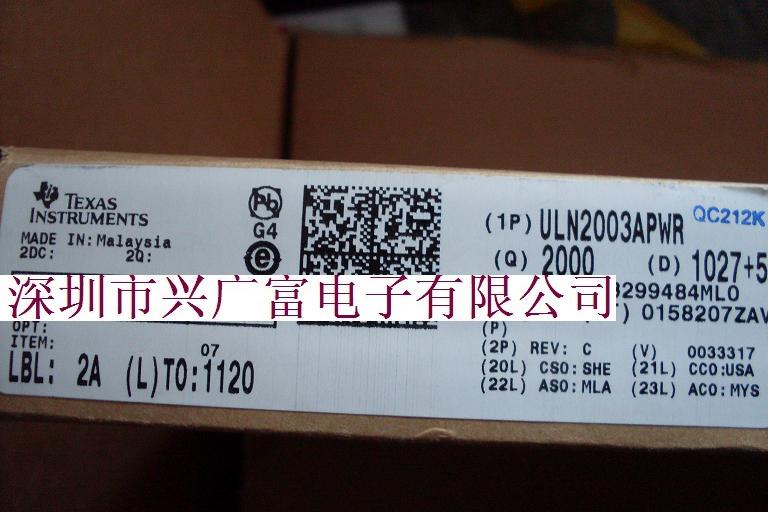 TEXAS
INSTRUMENTS
MADE IN: Malaysia
2DC: 2Q:
Pb
G4
e
(1P) ULN2003APWR QC212K
(Q) 2000 (D) 1027+5
深圳市兴广富电子有限公司
3299484ML0
) 0158207ZAV
OPT:
ITEM:
LBL: 2A (L)TO:1120
07
(P)
(2P) REV: C (V) 0033317
(20L) CSO:SHE (21L) CCO:USA
(22L) ASO:MLA (23L) ACO:MYS